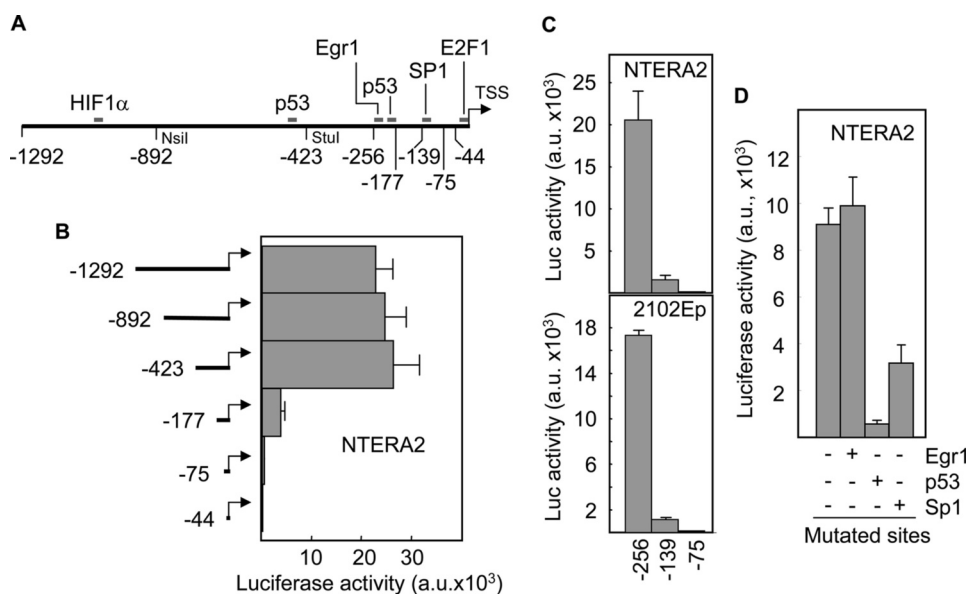 A
Egr1
E2F1
p53
SP1
TSS
HIF1α
p53
NsiI
StuI
-1292
-892
-423
-256
-139
-44
-177
-75
B
-1292
-892
-423
-177
-75
-44
NTERA2
10 20 30
Luciferase activity (a.u.x10³)
C
NTERA2
Luc activity (a.u. x10³)
25
20
15
10
5
2102Ep
Luc activity (a.u. x10³)
18
14
10
6
2
-256
-139
-75
D
NTERA2
Luciferase activity (a.u., x10³)
12
10
8
6
4
2
- + - - Egr1
- - + - p53
- - - + Sp1
Mutated sites